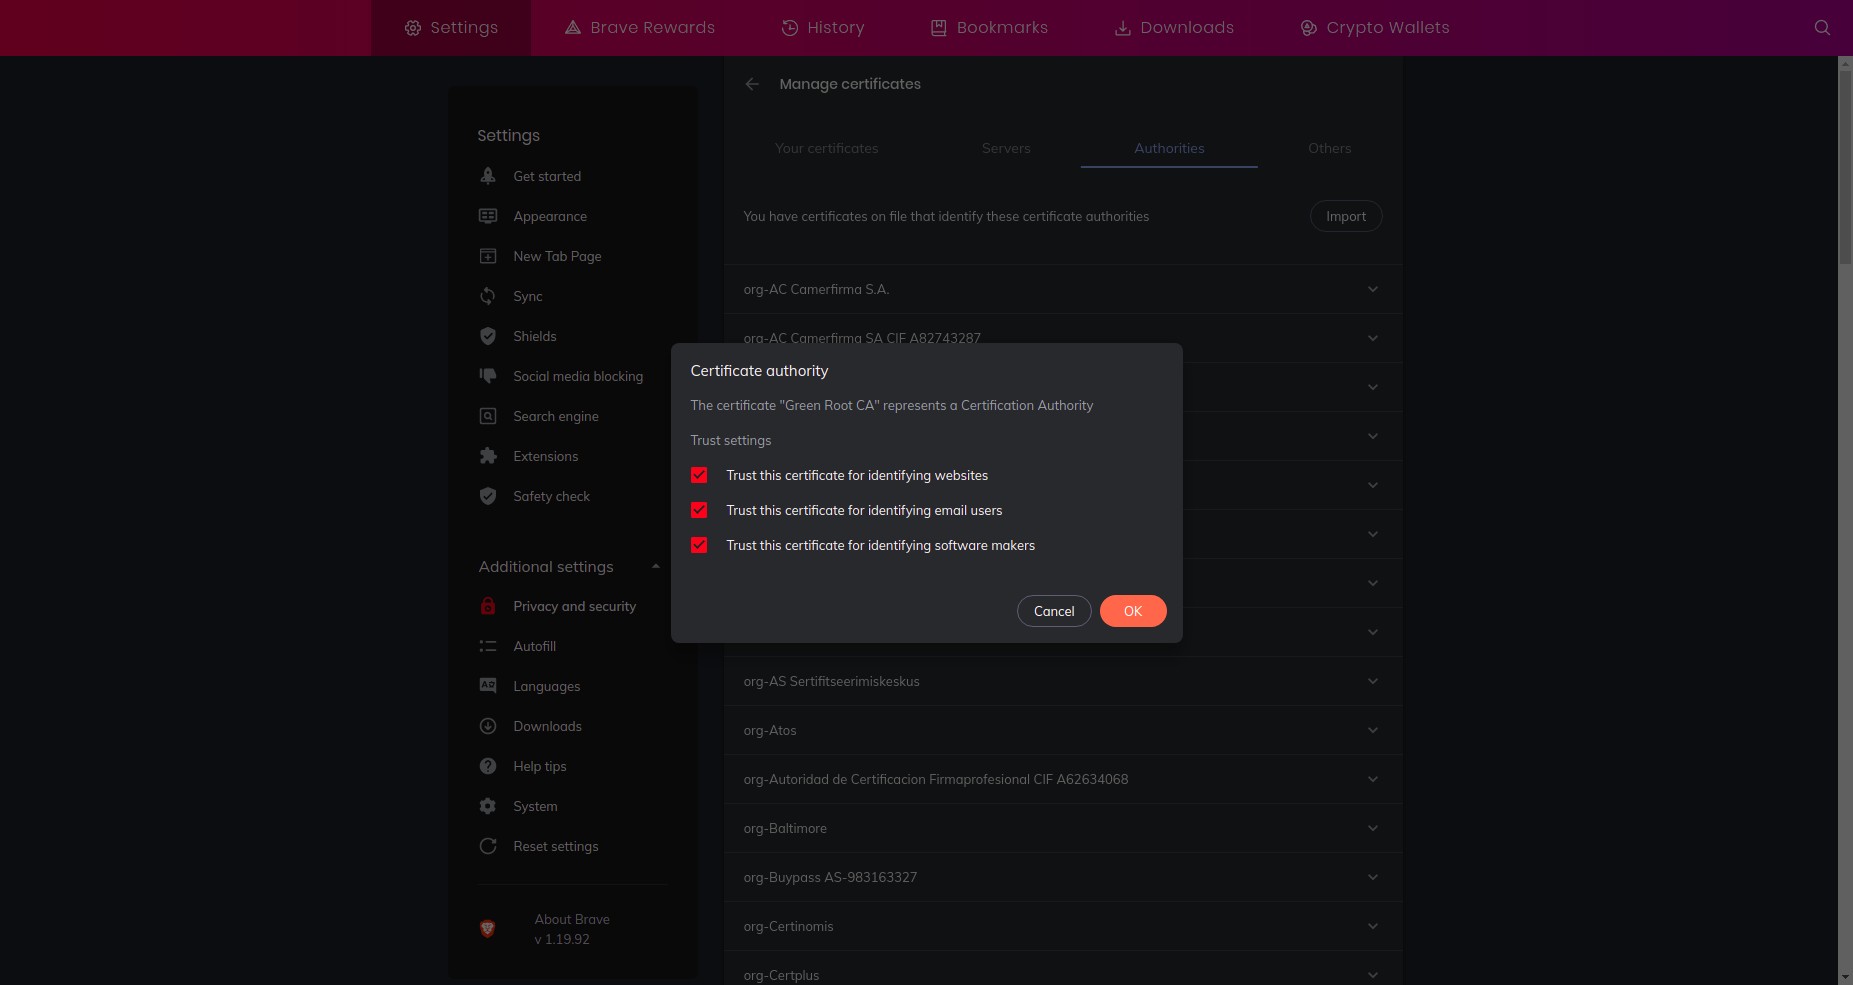 Settings
Brave Rewards
History
Bookmarks
Downloads
Crypto Wallets
Settings
Get started
Appearance
New Tab Page
Sync
Shields
Social media blocking
Search engine
Extensions
Safety check
Additional settings
Privacy and security
Autofill
Languages
Downloads
Help tips
System
Reset settings
About Brave
v 1.19.92
Manage certificates
Your certificates
Servers
Authorities
Others
You have certificates on file that identify these certificate authorities
Import
org-AC Camerfirma S.A.
org-AC Camerfirma SA CIF A82743287
Certificate authority
The certificate "Green Root CA" represents a Certification Authority
Trust settings
Trust this certificate for identifying websites
Trust this certificate for identifying email users
Trust this certificate for identifying software makers
Cancel
OK
org-AS Sertifitseerimiskeskus
org-Atos
org-Autoridad de Certificacion Firmaprofesional CIF A62634068
org-Baltimore
org-Buypass AS-983163327
org-Certinomis
org-Certplus